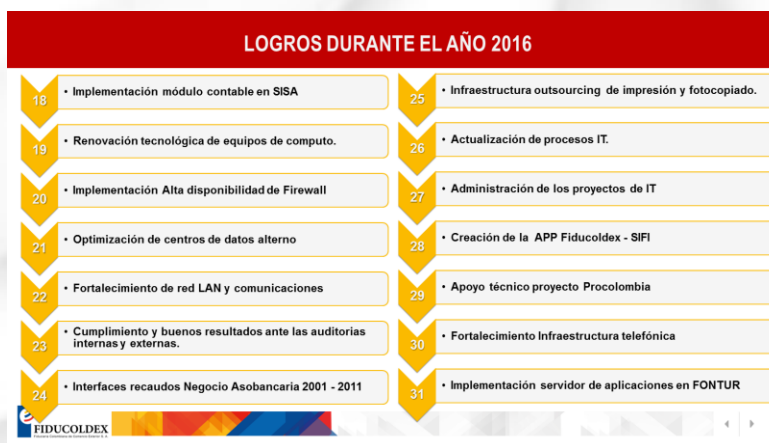 LOGROS DURANTE EL AÑO 2016
18
• Implementación módulo contable en SISA
19
• Renovación tecnológica de equipos de computo.
20
• Implementación Alta disponibilidad de Firewall
21
• Optimización de centros de datos alterno
22
• Fortalecimiento de red LAN y comunicaciones
23
• Cumplimiento y buenos resultados ante las auditorias
internas y externas.
24
• Interfaces recaudos Negocio Asobancaria 2001 - 2011
25
• Infraestructura outsourcing de impresión y fotocopiado.
26
• Actualización de procesos IT.
27
• Administración de los proyectos de IT
28
• Creación de la APP Fiducoldex - SIFI
29
• Apoyo técnico proyecto Procolombia
30
• Fortalecimiento Infraestructura telefónica
31
• Implementación servidor de aplicaciones en FONTUR
FIDUCOLDEX
Fiduciaria Colombiana de Comercio Exterior S. A.